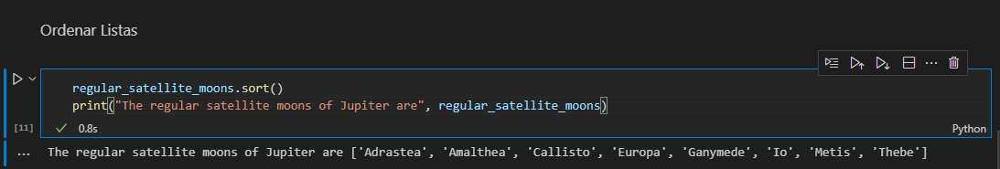 Ordenar Listas
regular_satellite_moons.sort()
print("The regular satellite moons of Jupiter are", regular_satellite_moons)
[11]
0.8s
Python
The regular satellite moons of Jupiter are ['Adrastea', 'Amalthea', 'Callisto', 'Europa', 'Ganymede', 'Io', 'Metis', 'Thebe']